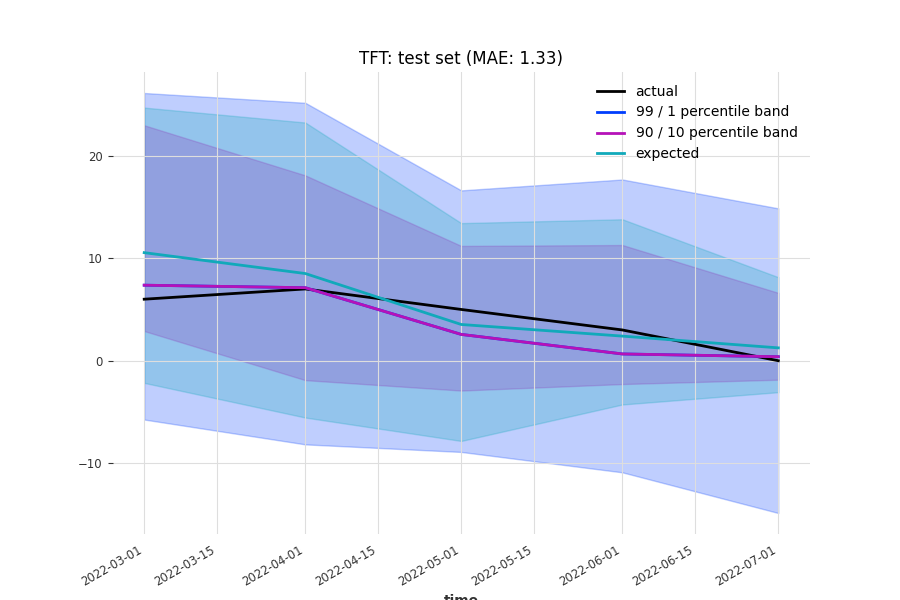 TFT: test set (MAE: 1.33)
actual
99 / 1 percentile band
90 / 10 percentile band
expected
20
10
0
−10
2022-03-01
2022-03-15
2022-04-01
2022-04-15
2022-05-01
2022-05-15
2022-06-01
2022-06-15
2022-07-01
time